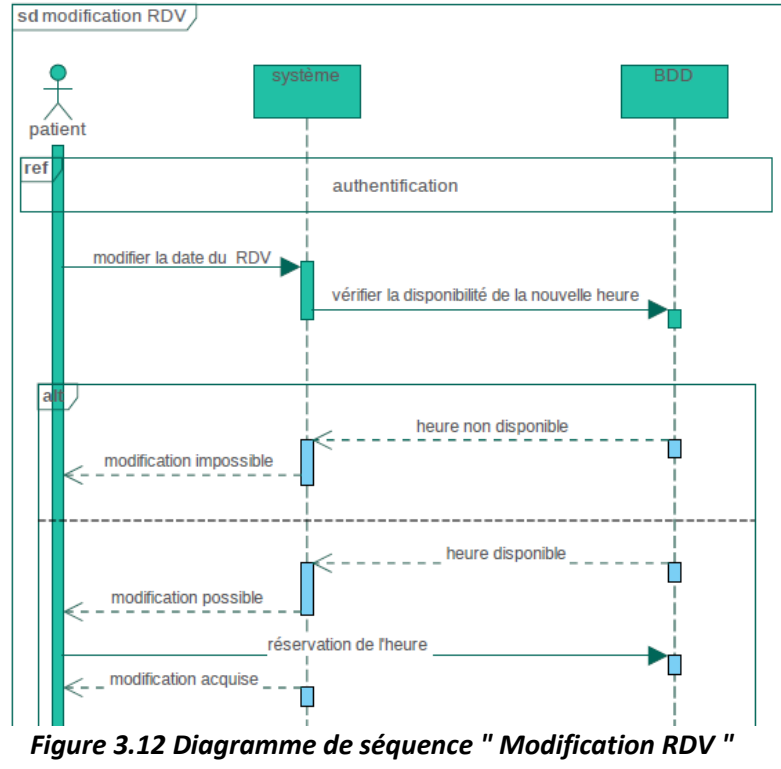 sd modification RDV
système
BDD
patient
ref
authentification
modifier la date du RDV
vérifier la disponibilité de la nouvelle heure
alt
heure non disponible
modification impossible
heure disponible
modification possible
réservation de l'heure
modification acquise
Figure 3.12 Diagramme de séquence " Modification RDV "